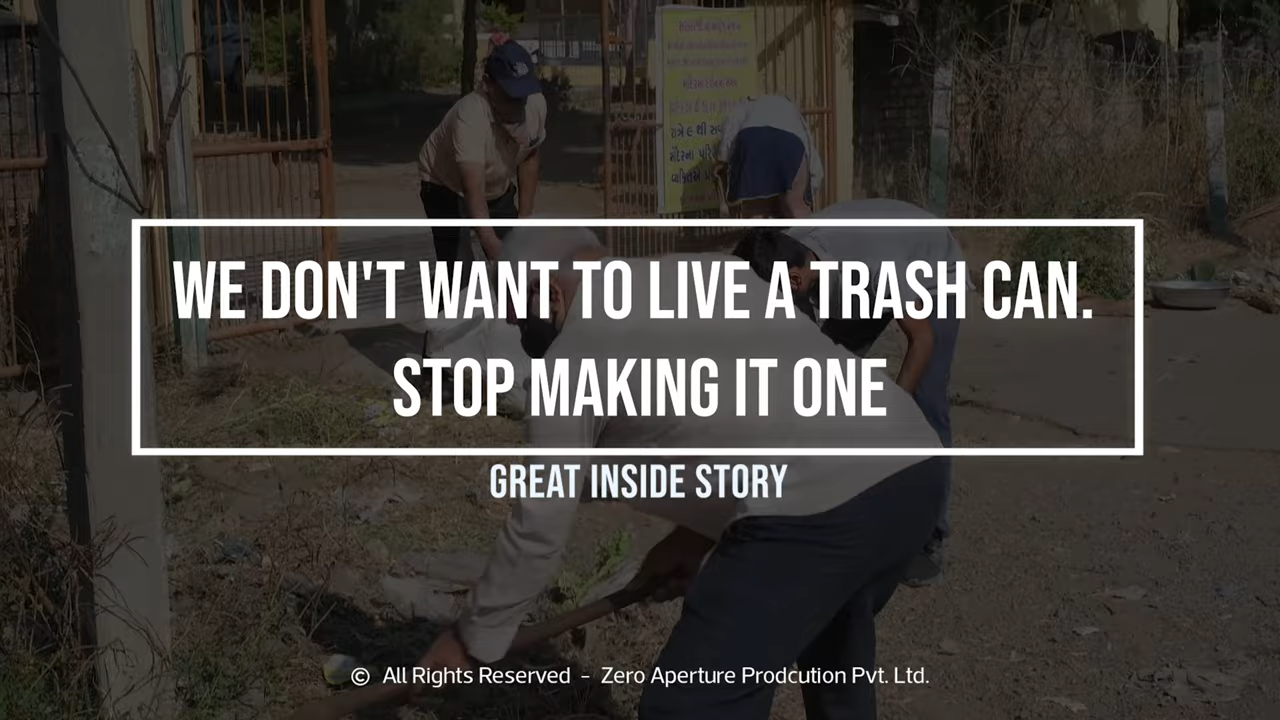 રાત્રે ૯ થી
WE DON'T WANT TO LIVE A TRASH CAN.
STOP MAKING IT ONE
GREAT INSIDE STORY
© All Rights Reserved - Zero Aperture Prodcution Pvt. Ltd.